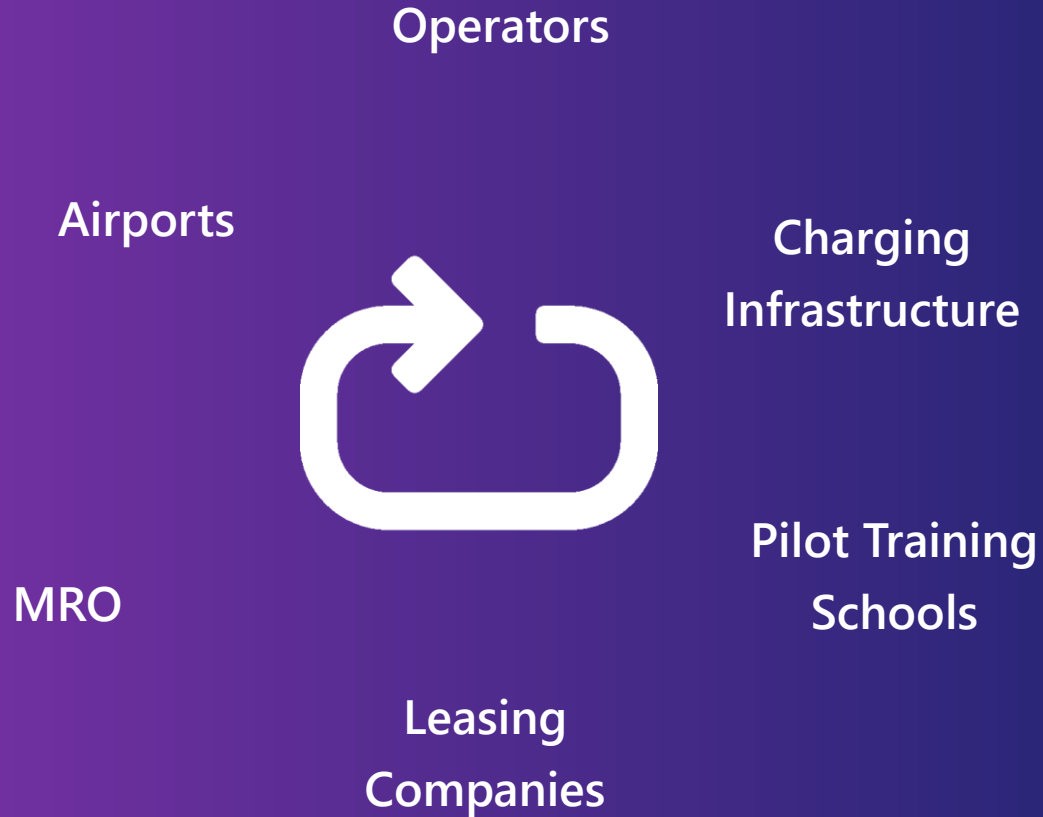 Operators
Airports
Charging
Infrastructure
Pilot Training
Schools
MRO
Leasing
Companies